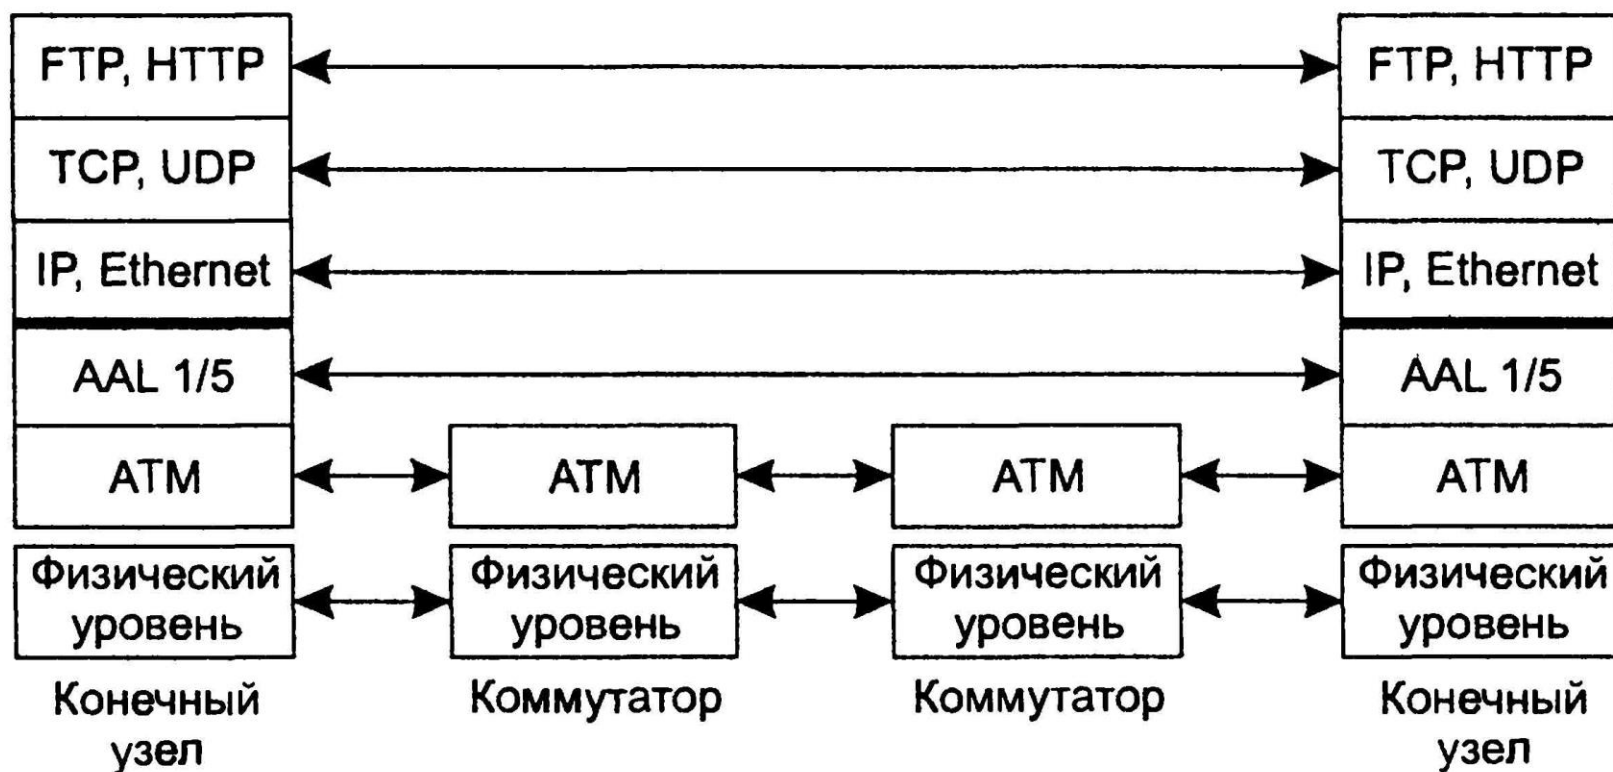 FTP, HTTP
FTP, HTTP
TCP, UDP
TCP, UDP
IP, Ethernet
IP, Ethernet
AAL 1/5
AAL 1/5
ATM
ATM
ATM
ATM
Физический
уровень
Физический
уровень
Физический
уровень
Физический
уровень
Конечный
узел
Коммутатор
Коммутатор
Конечный
узел